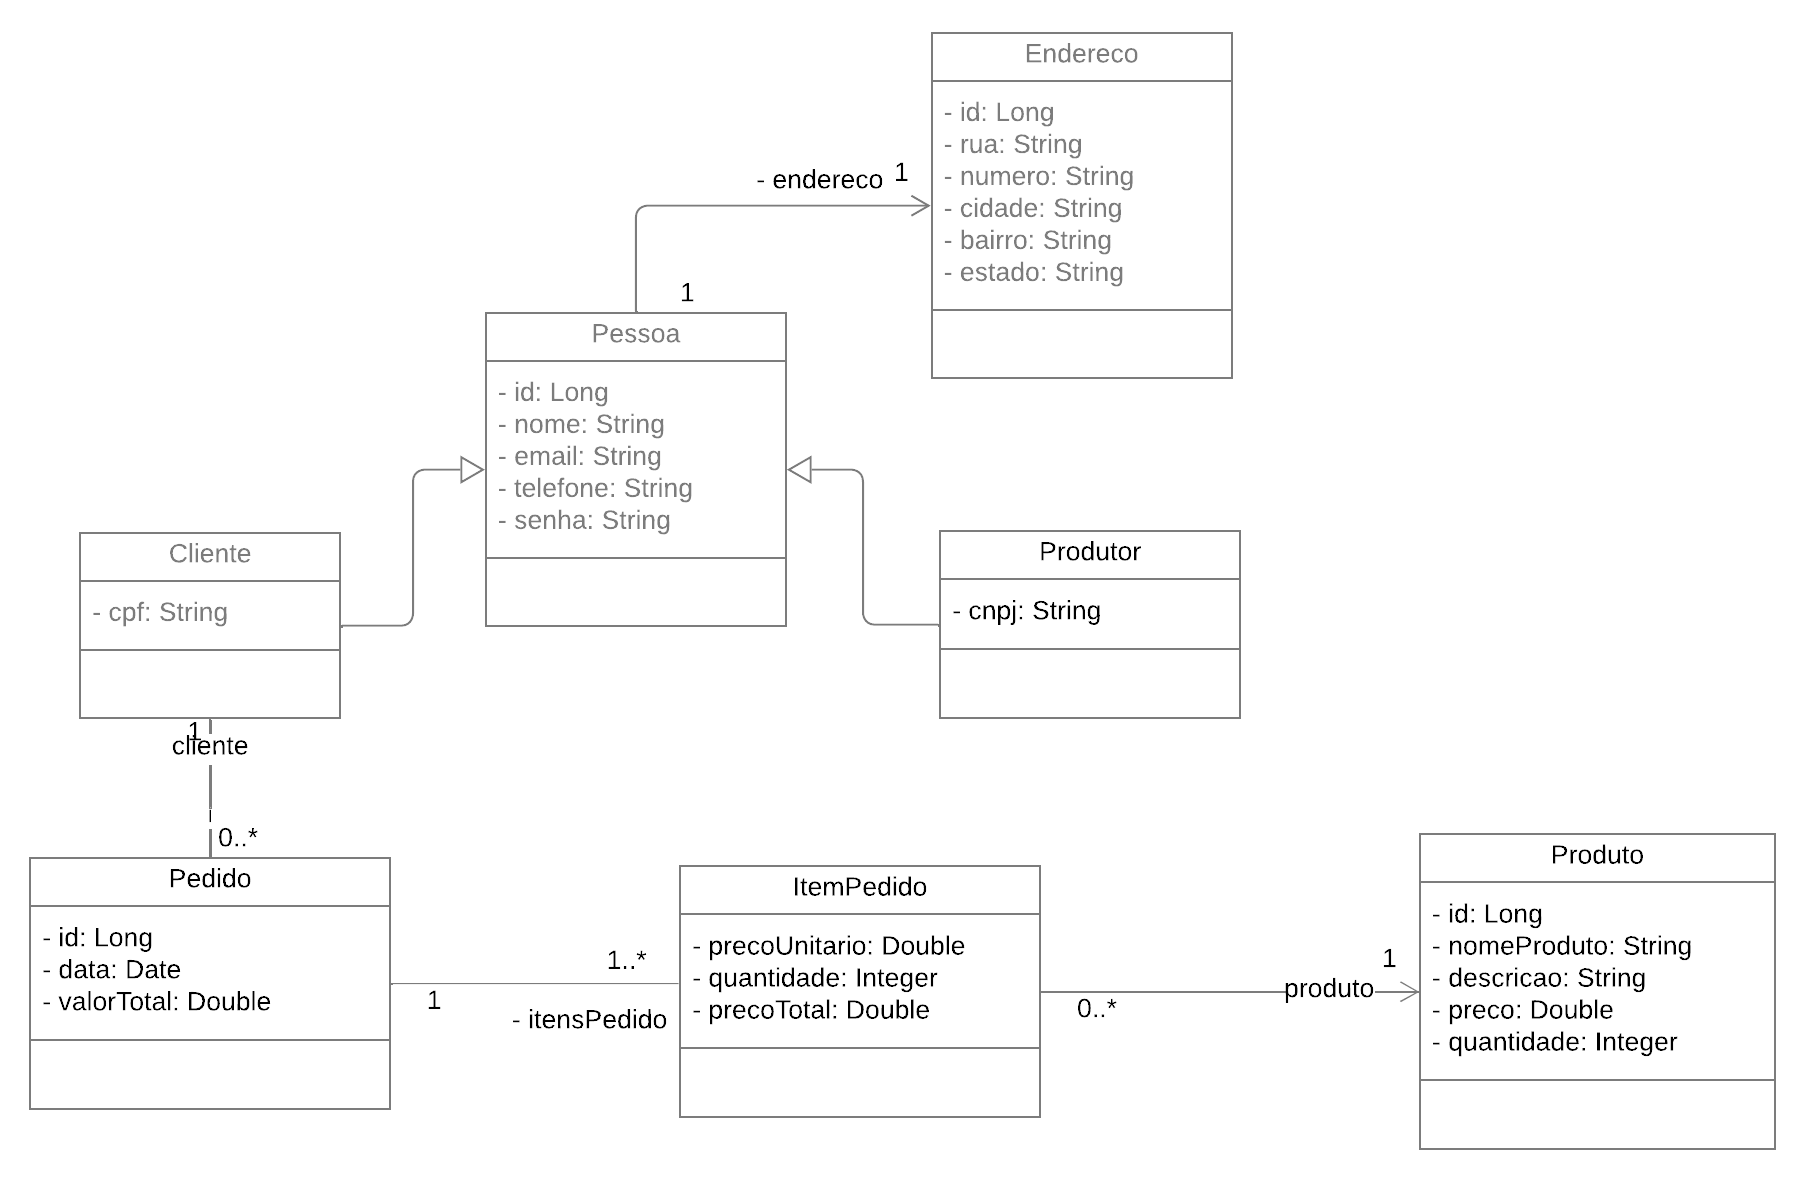 Endereco
- id: Long
- rua: String
- numero: String
- cidade: String
- bairro: String
- estado: String
- endereco
1
1
Pessoa
- id: Long
- nome: String
- email: String
- telefone: String
- senha: String
Cliente
- cpf: String
Produtor
- cnpj: String
1
cliente
0..*
Pedido
- id: Long
- data: Date
- valorTotal: Double
1
1..*
- itensPedido
ItemPedido
- precoUnitario: Double
- quantidade: Integer
- precoTotal: Double
0..*
produto
1
Produto
- id: Long
- nomeProduto: String
- descricao: String
- preco: Double
- quantidade: Integer